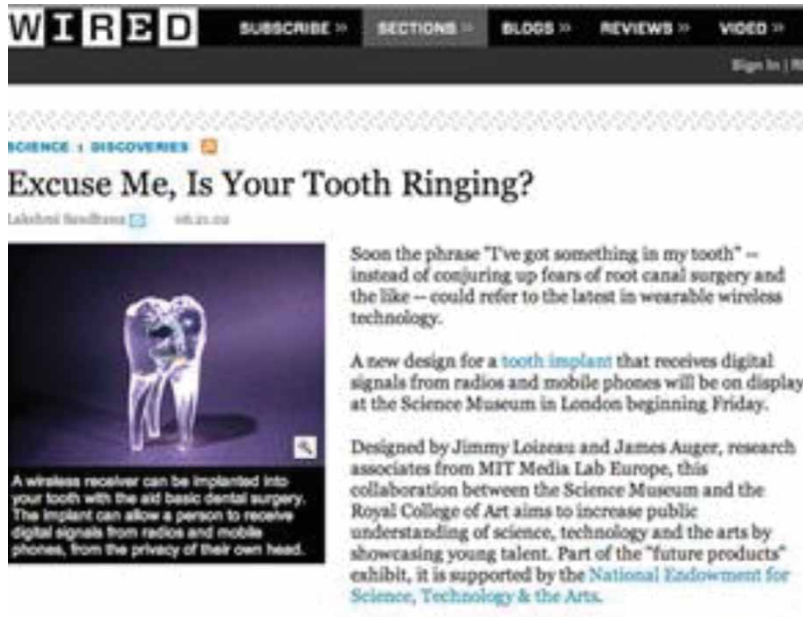 WIRED SUBSCRIBE >> SECTIONS >> BLOGS >> REVIEWS >> VIDEO >>
Sign In |
SCIENCE : DISCOVERIES
Excuse Me, Is Your Tooth Ringing?
06.21.02
Soon the phrase "I've got something in my tooth" --
instead of conjuring up fears of root canal surgery and
the like -- could refer to the latest in wearable wireless
technology.
A new design for a tooth implant that receives digital
signals from radios and mobile phones will be on display
at the Science Museum in London beginning Friday.
Designed by Jimmy Loizeau and James Auger, research
associates from MIT Media Lab Europe, this
collaboration between the Science Museum and the
Royal College of Art aims to increase public
understanding of science, technology and the arts by
showcasing young talent. Part of the "future products"
exhibit, it is supported by the National Endowment for
Science, Technology & the Arts.
A wireless receiver can be implanted into
your tooth with the aid basic dental surgery.
The implant can allow a person to receive
digital signals from radios and mobile
phones, from the privacy of their own head.